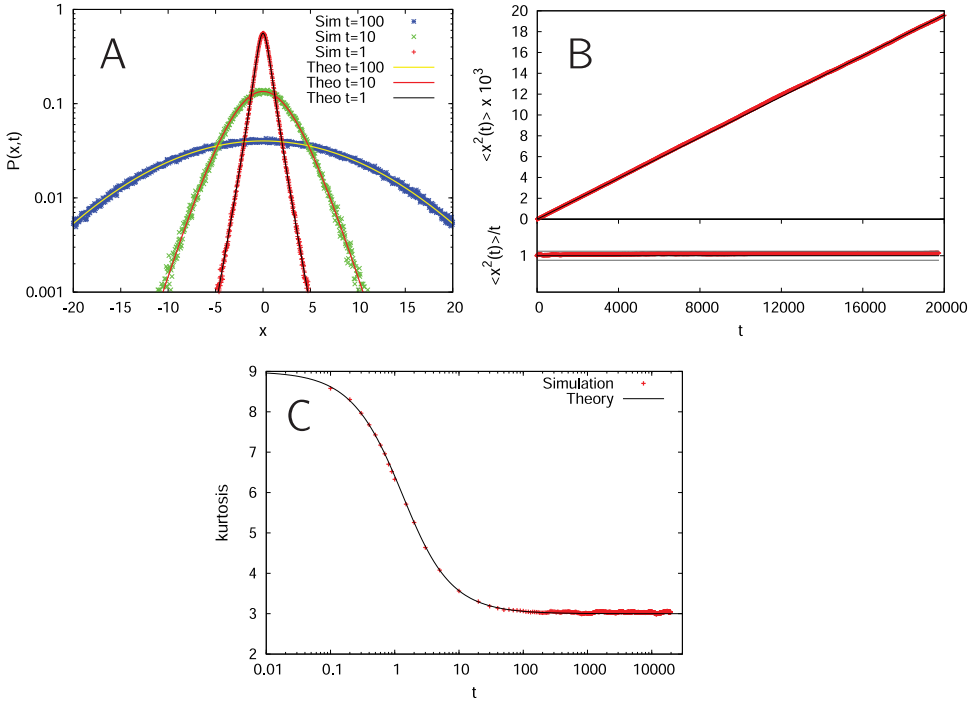 A
Sim t=100
Sim t=10
Sim t=1
Theo t=100
Theo t=10
Theo t=1
P(x,t)
1
0.1
0.01
0.001
-20 -15 -10 -5 0 5 10 15 20
x
B
<x²(t)> x 10³
20
18
16
14
12
10
8
6
4
2
0
<x²(t)>/t
1
0 4000 8000 12000 16000 20000
t
C
Simulation
Theory
kurtosis
9
8
7
6
5
4
3
2
0.01 0.1 1 10 100 1000 10000
t